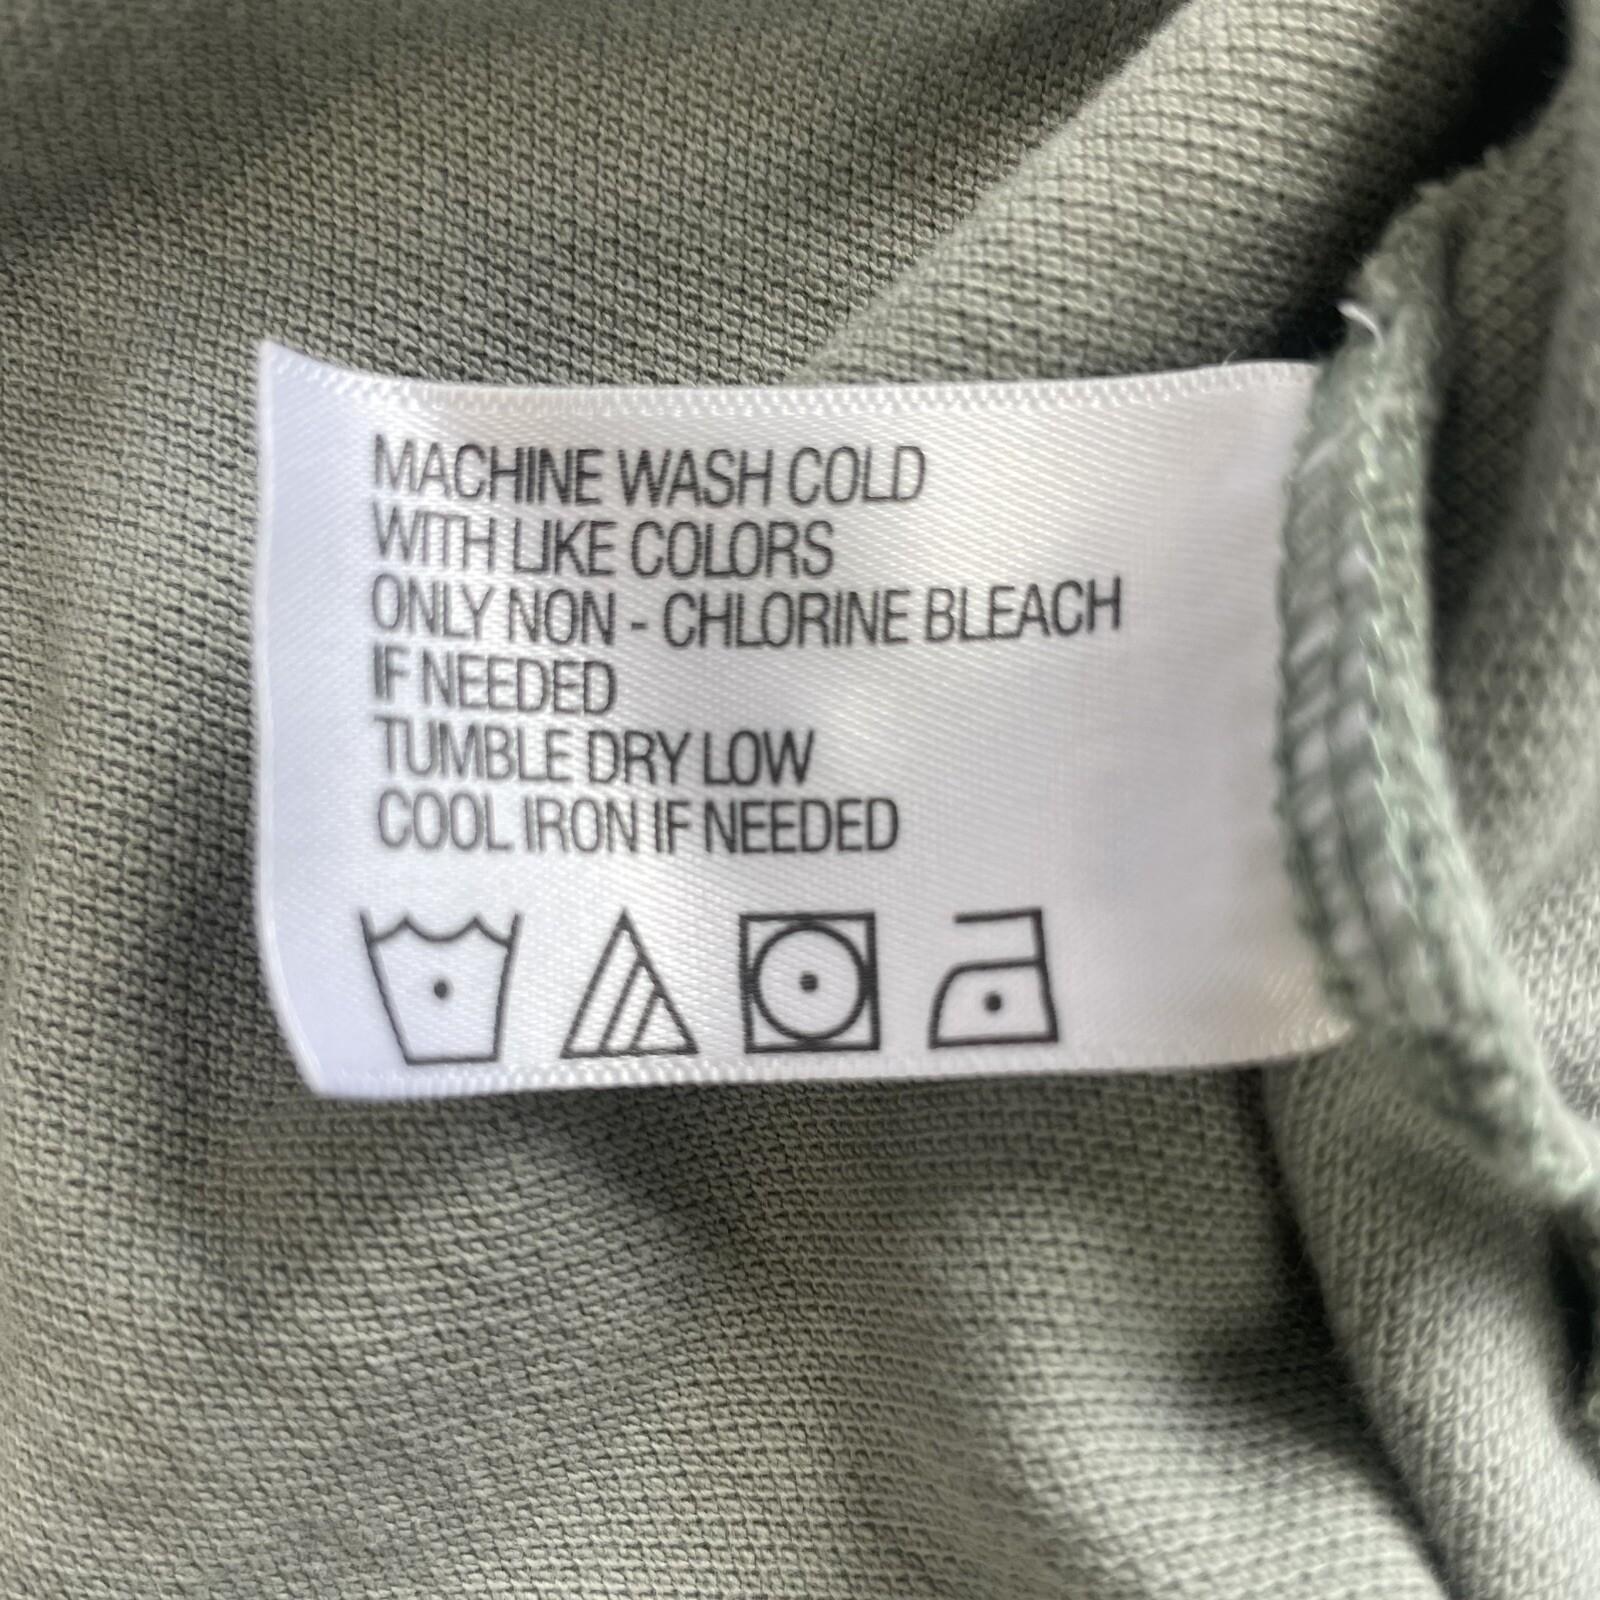 MACHINE WASH COLD
WITH LIKE COLORS
ONLY NON - CHLORINE BLEACH
IF NEEDED
TUMBLE DRY LOW
COOL IRON IF NEEDED